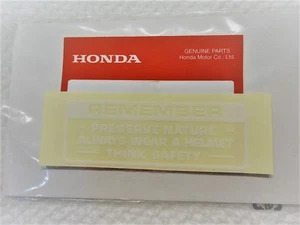 HONDA
GENUINE PARTS
Honda Motor Co., Ltd.
REMEMBER
PRESERVE NATURE
ALWAYS WEAR A HELMET
THINK SAFETY